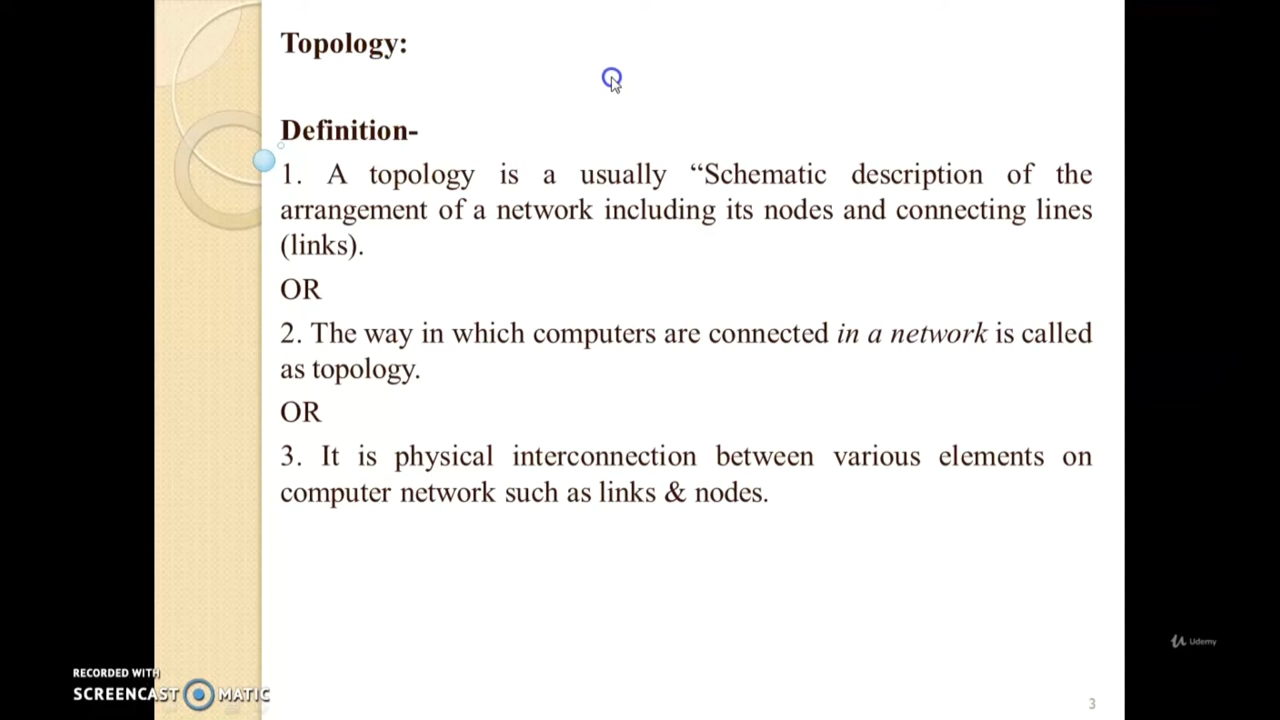 Topology:
Definition-
1. A topology is a usually “Schematic description of the
arrangement of a network including its nodes and connecting lines
(links).
OR
2. The way in which computers are connected in a network is called
as topology.
OR
3. It is physical interconnection between various elements on
computer network such as links & nodes.
Udemy
RECORDED WITH
SCREENCAST MATIC
3